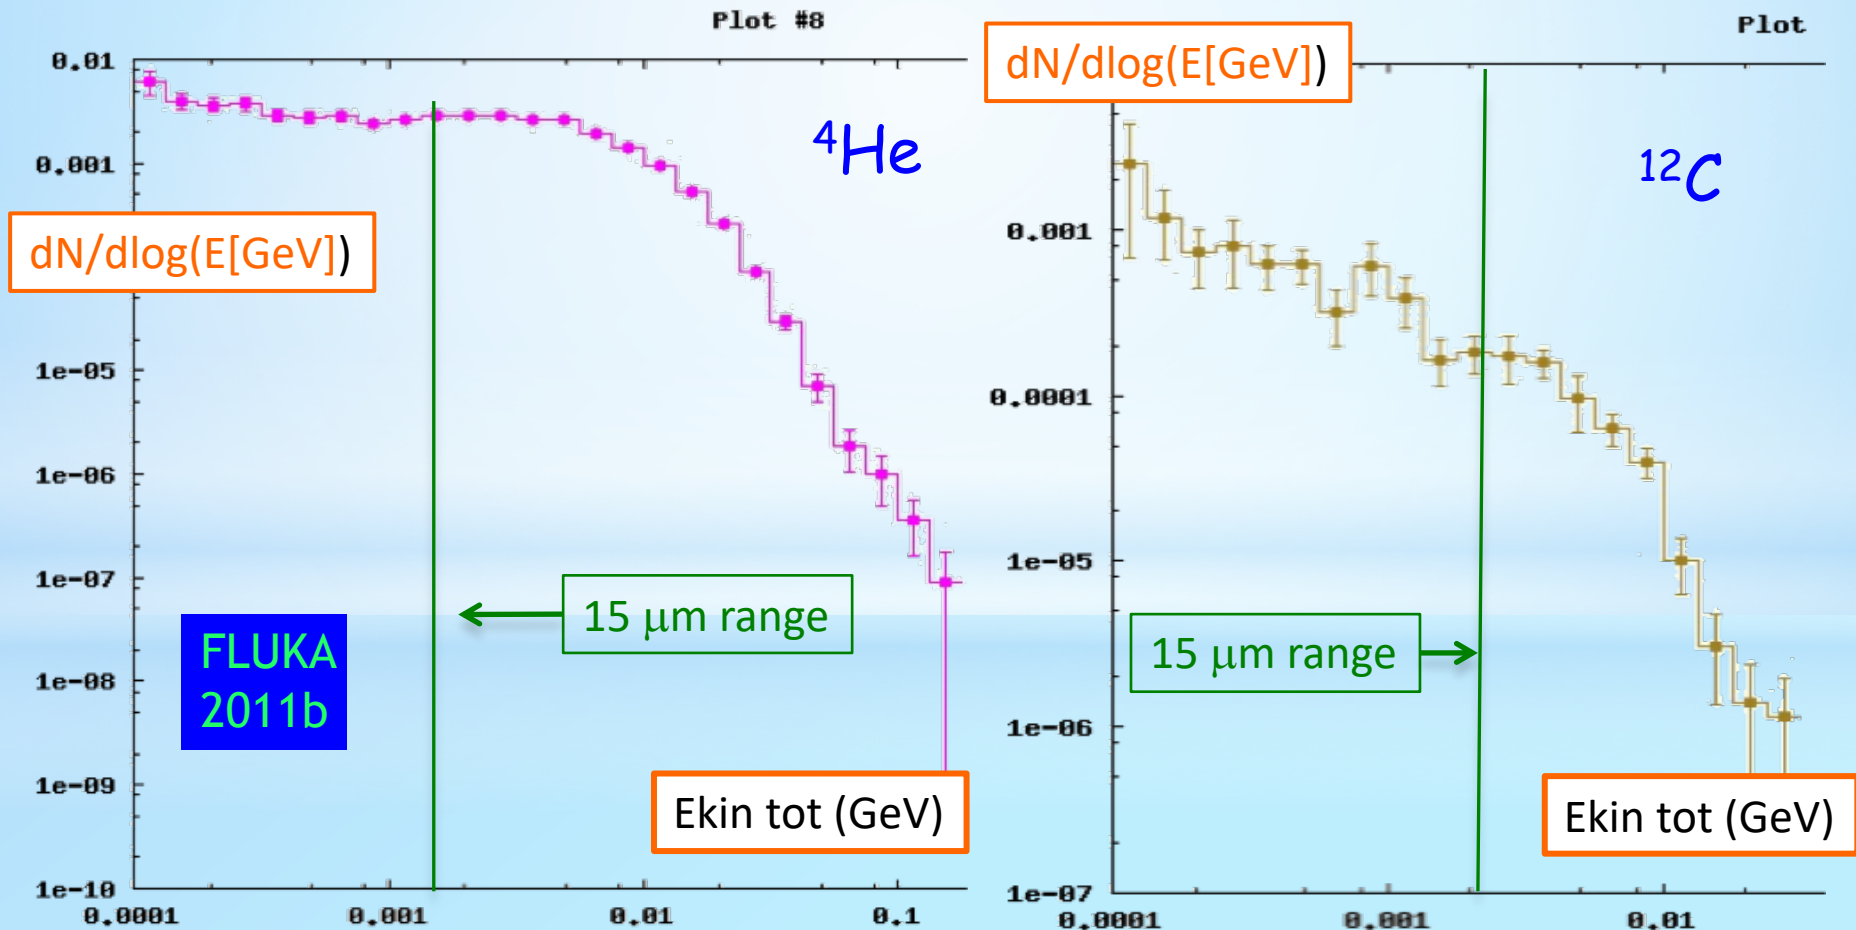 Plot #8
0.01
0.001
dN/dlog(E[GeV])
1e-05
1e-06
1e-07
1e-08
1e-09
1e-10
0.0001
0.001
0.01
0.1
⁴He
15 μm range
FLUKA
2011b
Ekin tot (GeV)
Plot
dN/dlog(E[GeV])
¹²C
0.001
0.0001
1e-05
1e-06
1e-07
0.0001
0.001
0.01
15 μm range
Ekin tot (GeV)